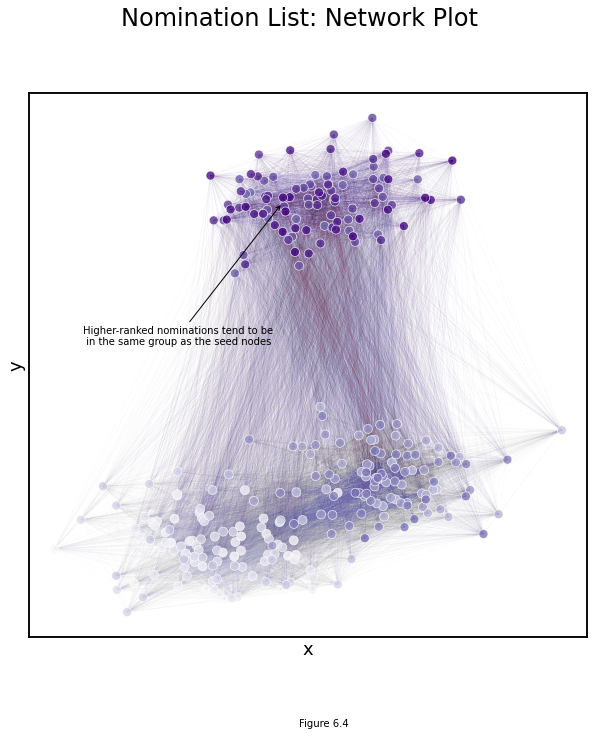 Nomination List: Network Plot
Higher-ranked nominations tend to be
in the same group as the seed nodes
y
x
Figure 6.4